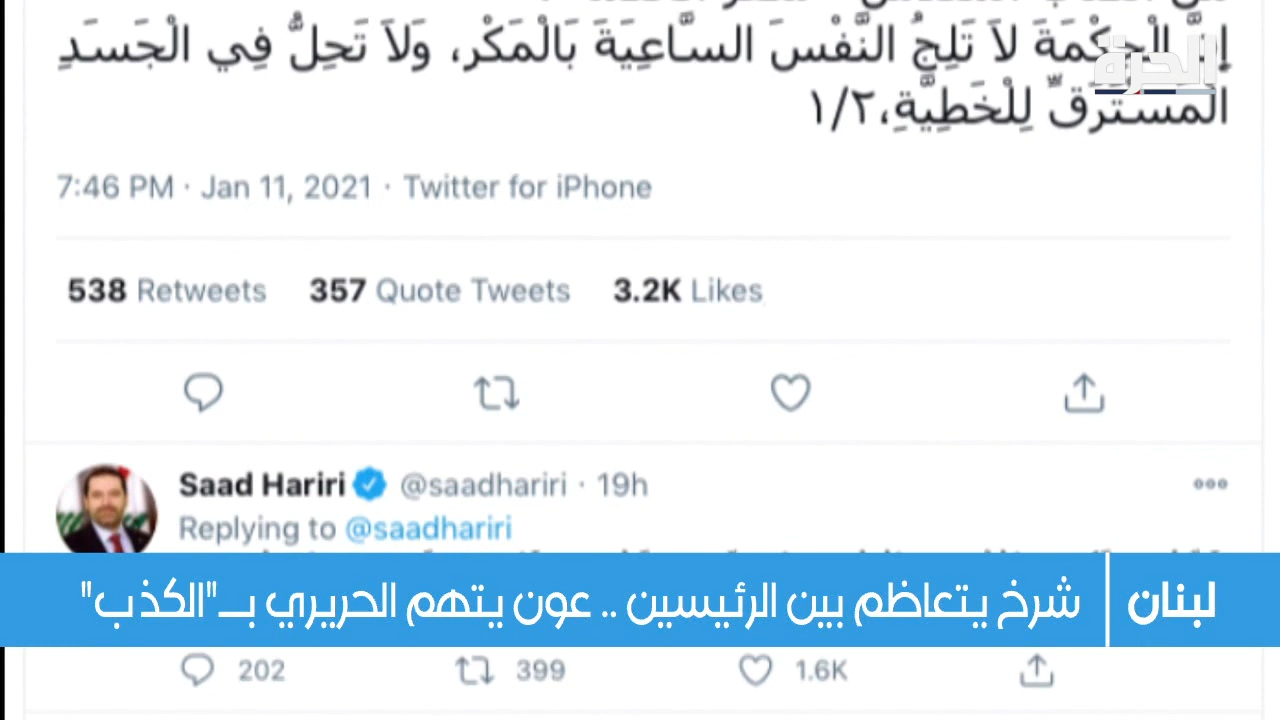 إِنَّ الْحِكْمَةَ لاَ تَلِجُ النَّفْسَ السَّاعِيَةَ بَالْمَكْرِ، وَلاَ تَحِلُّ فِي الْجَسَدِ
الْمُسْتَرَقِّ لِلْخَطِيَّةِ،١/٢
الحرة
7:46 PM · Jan 11, 2021 · Twitter for iPhone
538 Retweets 357 Quote Tweets 3.2K Likes
Saad Hariri @saadhariri · 19h
Replying to @saadhariri
لبنان شرخ يتعاظم بين الرئيسين .. عون يتهم الحريري بـ"الكذب"
202 399 1.6K